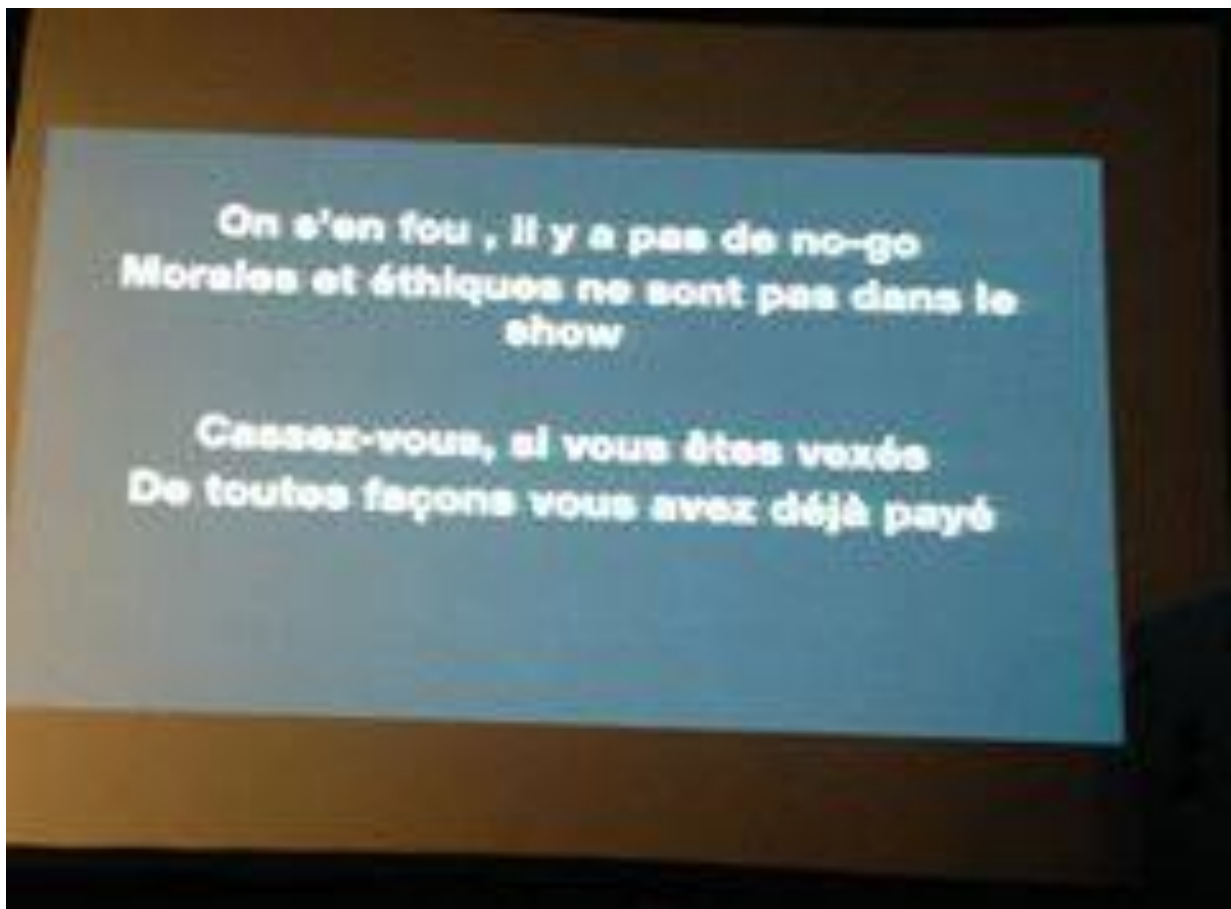 On s'en fou , il y a pas de no-go
Morales et éthiques ne sont pas dans le
show
Cassez-vous, si vous êtes vexés
De toutes façons vous avez déjà payé